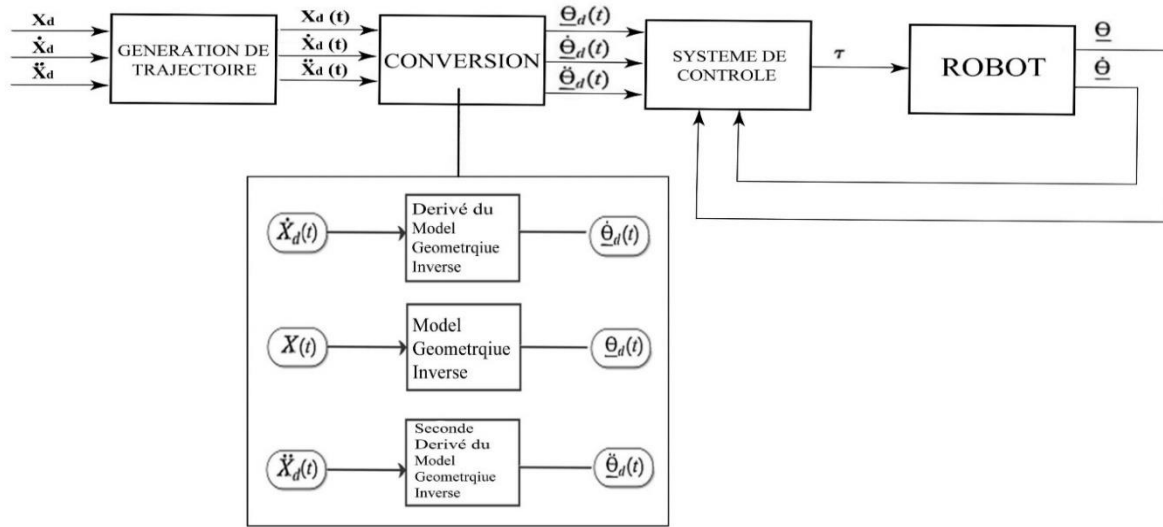 Xd
Ẋd
Ẍd
GENERATION DE
TRAJECTOIRE
Xd (t)
Ẋd (t)
Ẍd (t)
CONVERSION
Θd(t)
Θ̇d(t)
Θ̈d(t)
SYSTEME DE
CONTROLE
τ
ROBOT
Θ
Θ̇
Ẋd(t)
Derivé du
Model
Geometrqiue
Inverse
Θ̇d(t)
X(t)
Model
Geometrqiue
Inverse
Θd(t)
Ẍd(t)
Seconde
Derivé du
Model
Geometrqiue
Inverse
Θ̈d(t)